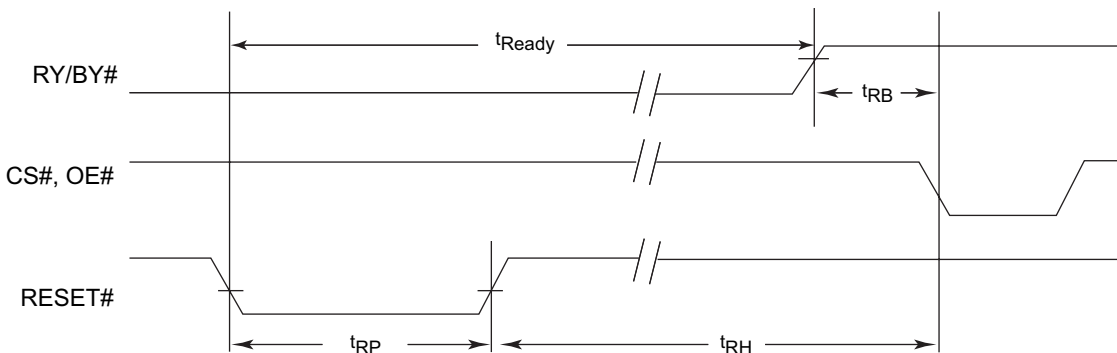 tReady
RY/BY#
tRB
CS#, OE#
RESET#
tRP
tRH